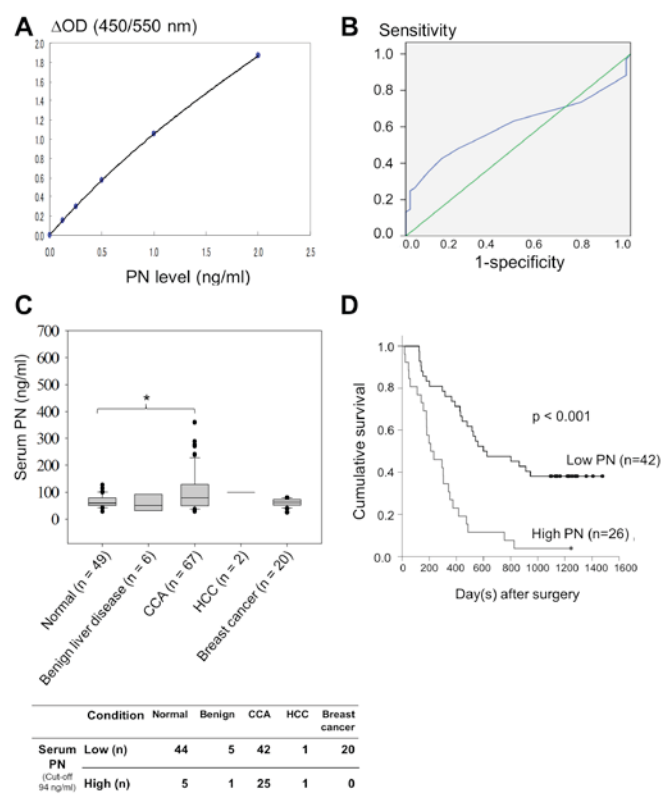 A
ΔOD (450/550 nm)
2.0
1.8
1.6
1.4
1.2
1.0
0.8
0.6
0.4
0.2
0.0
0.0 0.5 1.0 1.5 2.0 2.5
PN level (ng/ml)
B
Sensitivity
1.0
0.8
0.6
0.4
0.2
0.0
0.0 0.2 0.4 0.6 0.8 1.0
1-specificity
C
Serum PN (ng/ml)
700
600
500
400
300
200
100
0
*
Normal (n = 49)
Benign liver disease (n = 6)
CCA (n = 67)
HCC (n = 2)
Breast cancer (n = 20)
D
Cumulative survival
1.0
0.8
0.6
0.4
0.2
0.0
p < 0.001
Low PN (n=42)
High PN (n=26) ,
0 200 400 600 800 1000 1200 1400 1600
Day(s) after surgery
Condition Normal Benign CCA HCC Breast cancer
Serum PN (Cut-off 94 ng/ml)
Low (n) 44 5 42 1 20
High (n) 5 1 25 1 0